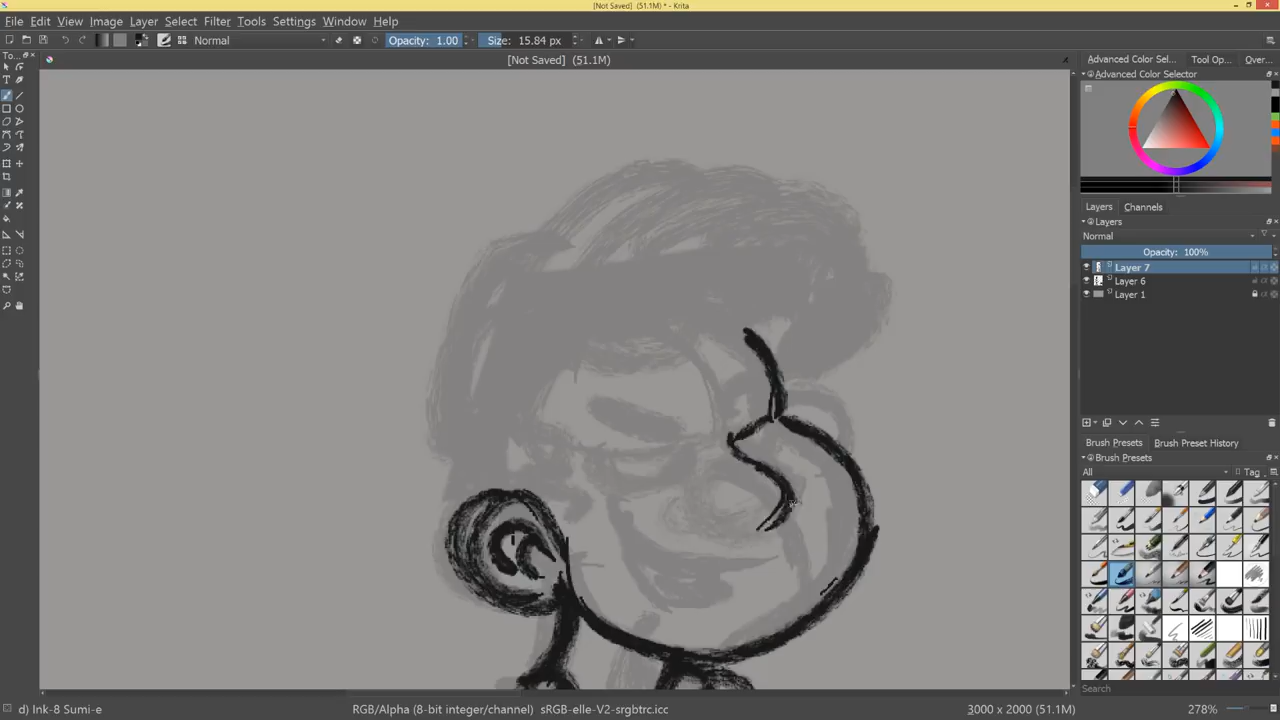 [Not Saved] (51.1M) * - Krita
File Edit View Image Layer Select Filter Tools Settings Window Help
Normal Opacity: 1.00 Size: 15.84 px
To...
[Not Saved] (51.1M)
Advanced Color Sel... Tool Op... Over...
Advanced Color Selector
Layers Channels
Layers
Normal
Opacity: 100%
Layer 7
Layer 6
Layer 1
Brush Presets Brush Preset History
Brush Presets
All Tag
Search
d) Ink-8 Sumi-e RGB/Alpha (8-bit integer/channel) sRGB-elle-V2-srgbtrc.icc 3000 x 2000 (51.1M) 278%